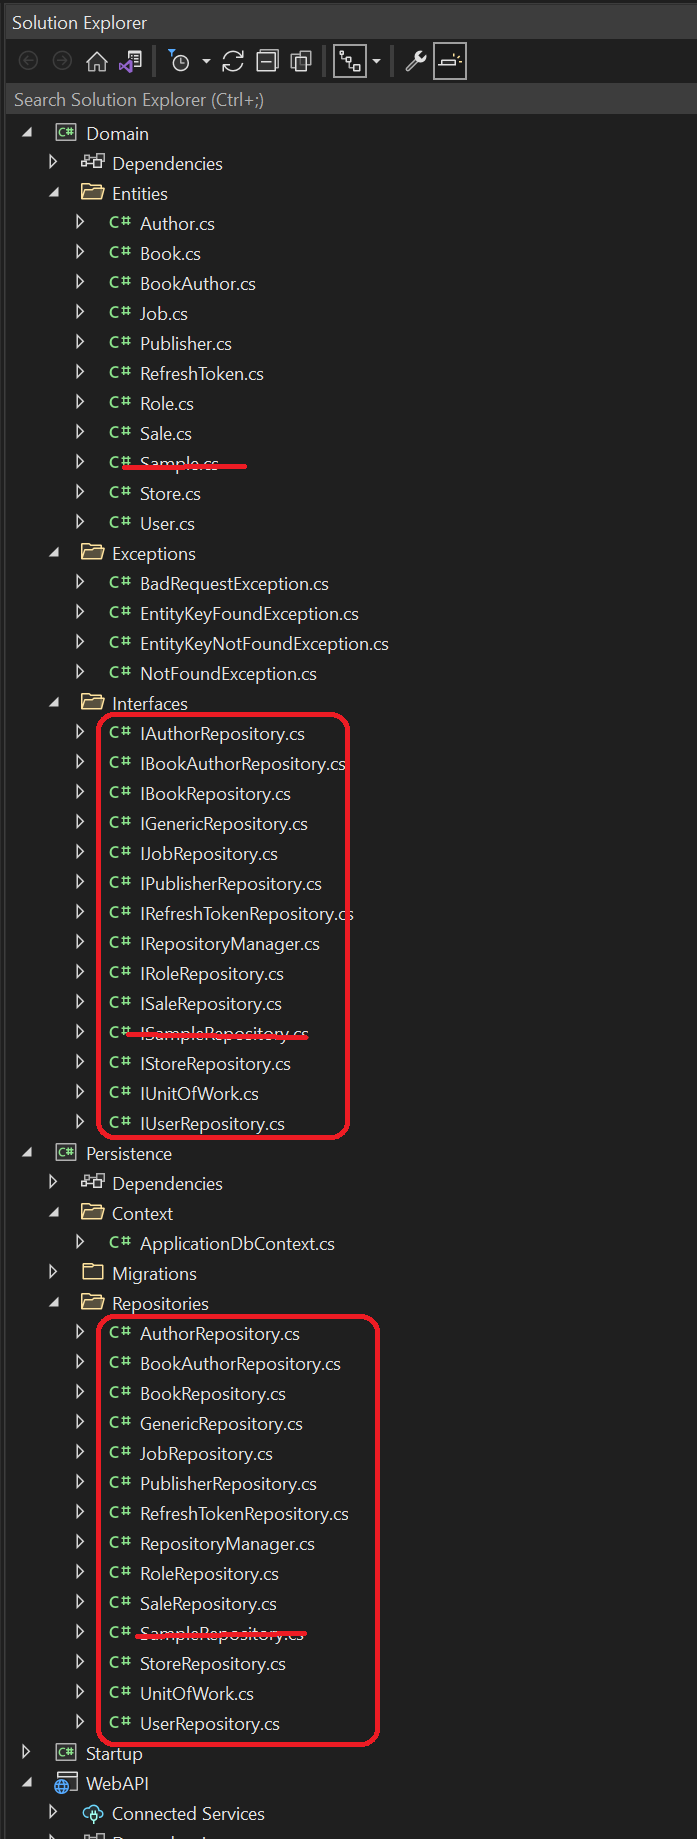 Solution Explorer
Search Solution Explorer (Ctrl+;)
C# Domain
Dependencies
Entities
C# Author.cs
C# Book.cs
C# BookAuthor.cs
C# Job.cs
C# Publisher.cs
C# RefreshToken.cs
C# Role.cs
C# Sale.cs
C# Sample.cs
C# Store.cs
C# User.cs
Exceptions
C# BadRequestException.cs
C# EntityKeyFoundException.cs
C# EntityKeyNotFoundException.cs
C# NotFoundException.cs
Interfaces
C# IAuthorRepository.cs
C# IBookAuthorRepository.cs
C# IBookRepository.cs
C# IGenericRepository.cs
C# IJobRepository.cs
C# IPublisherRepository.cs
C# IRefreshTokenRepository.cs
C# IRepositoryManager.cs
C# IRoleRepository.cs
C# ISaleRepository.cs
C# ISampleRepository.cs
C# IStoreRepository.cs
C# IUnitOfWork.cs
C# IUserRepository.cs
C# Persistence
Dependencies
Context
C# ApplicationDbContext.cs
Migrations
Repositories
C# AuthorRepository.cs
C# BookAuthorRepository.cs
C# BookRepository.cs
C# GenericRepository.cs
C# JobRepository.cs
C# PublisherRepository.cs
C# RefreshTokenRepository.cs
C# RepositoryManager.cs
C# RoleRepository.cs
C# SaleRepository.cs
C# SampleRepository.cs
C# StoreRepository.cs
C# UnitOfWork.cs
C# UserRepository.cs
C# Startup
WebAPI
Connected Services